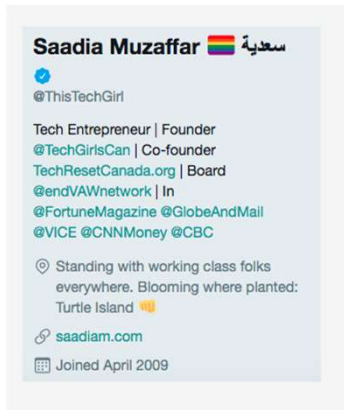 Saadia Muzaffar 🏳️‍🌈 سعدية
@ThisTechGirl
Tech Entrepreneur | Founder
@TechGirlsCan | Co-founder
TechResetCanada.org | Board
@endVAWnetwork | In
@FortuneMagazine @GlobeAndMail
@VICE @CNNMoney @CBC
Standing with working class folks
everywhere. Blooming where planted:
Turtle Island 👊
saadiam.com
Joined April 2009